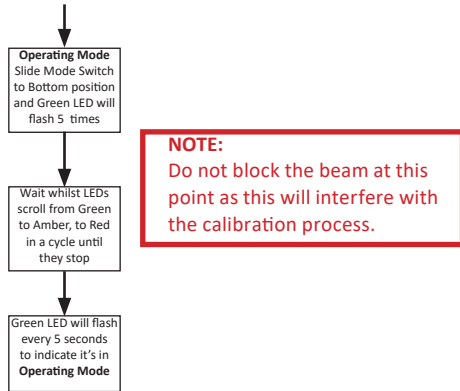 Operating Mode
Slide Mode Switch
to Bottom position
and Green LED will
flash 5 times
NOTE:
Do not block the beam at this
point as this will interfere with
the calibration process.
Wait whilst LEDs
scroll from Green
to Amber, to Red
in a cycle until
they stop
Green LED will flash
every 5 seconds
to indicate it's in
Operating Mode